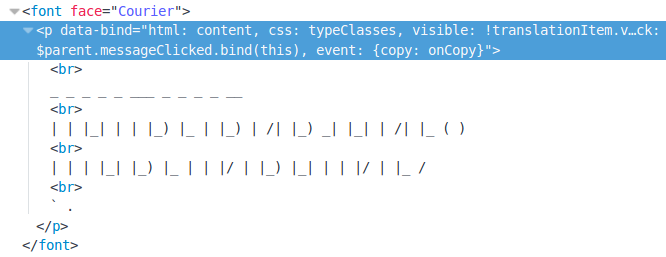 <font face="Courier">
<p data-bind="html: content, css: typeClasses, visible: !translationItem.v…ck:
$parent.messageClicked.bind(this), event: {copy: onCopy}">
<br>
_ _ _ _ _ ___ _ _ _ _ __
<br>
| | |_| | | |_) |_ | |_) | /| |_) _| |_| | /| |_ ( )
<br>
| | | |_| |_) |_ | | |/ | |_) |_| | | |/ | |_ /
<br>
` .
</p>
</font>